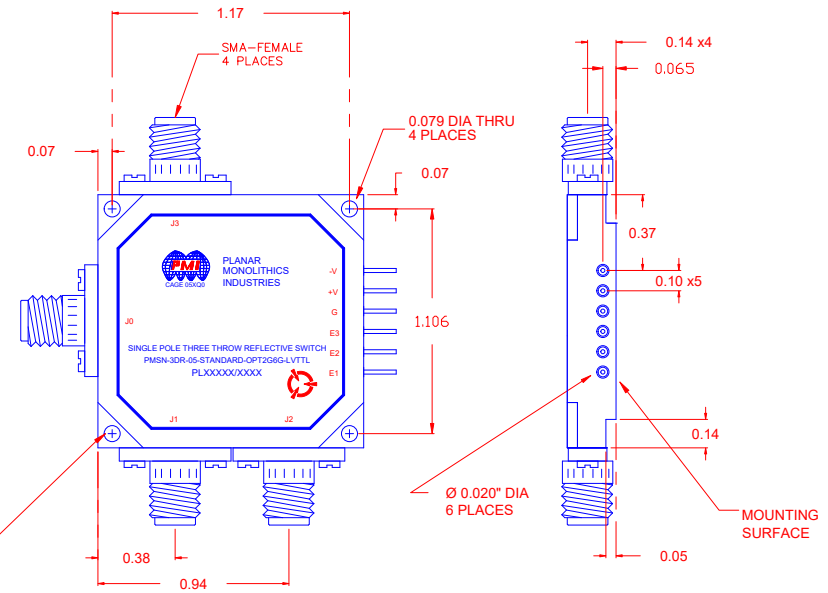 1.17
SMA-FEMALE
4 PLACES
0.07
0.079 DIA THRU
4 PLACES
0.07
J3
PMI
CAGE 05XQ0
PLANAR
MONOLITHICS
INDUSTRIES
-V
+V
G
E3
E2
E1
J0
SINGLE POLE THREE THROW REFLECTIVE SWITCH
PMSN-3DR-05-STANDARD-OPT2G6G-LVTTL
PLXXXXX/XXXX
J1
J2
1.106
0.38
0.94
0.14 x4
0.065
0.37
0.10 x5
0.14
Ø 0.020" DIA
6 PLACES
MOUNTING
SURFACE
0.05